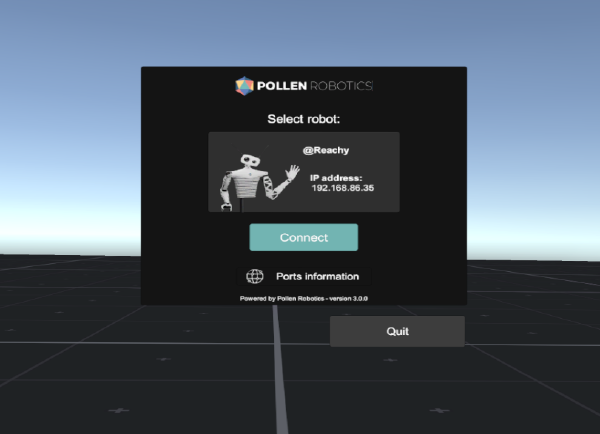 POLLEN ROBOTICS
Select robot:
@Reachy
IP address:
192.168.86.35
Connect
Ports information
Powered by Pollen Robotics - version 3.0.0
Quit